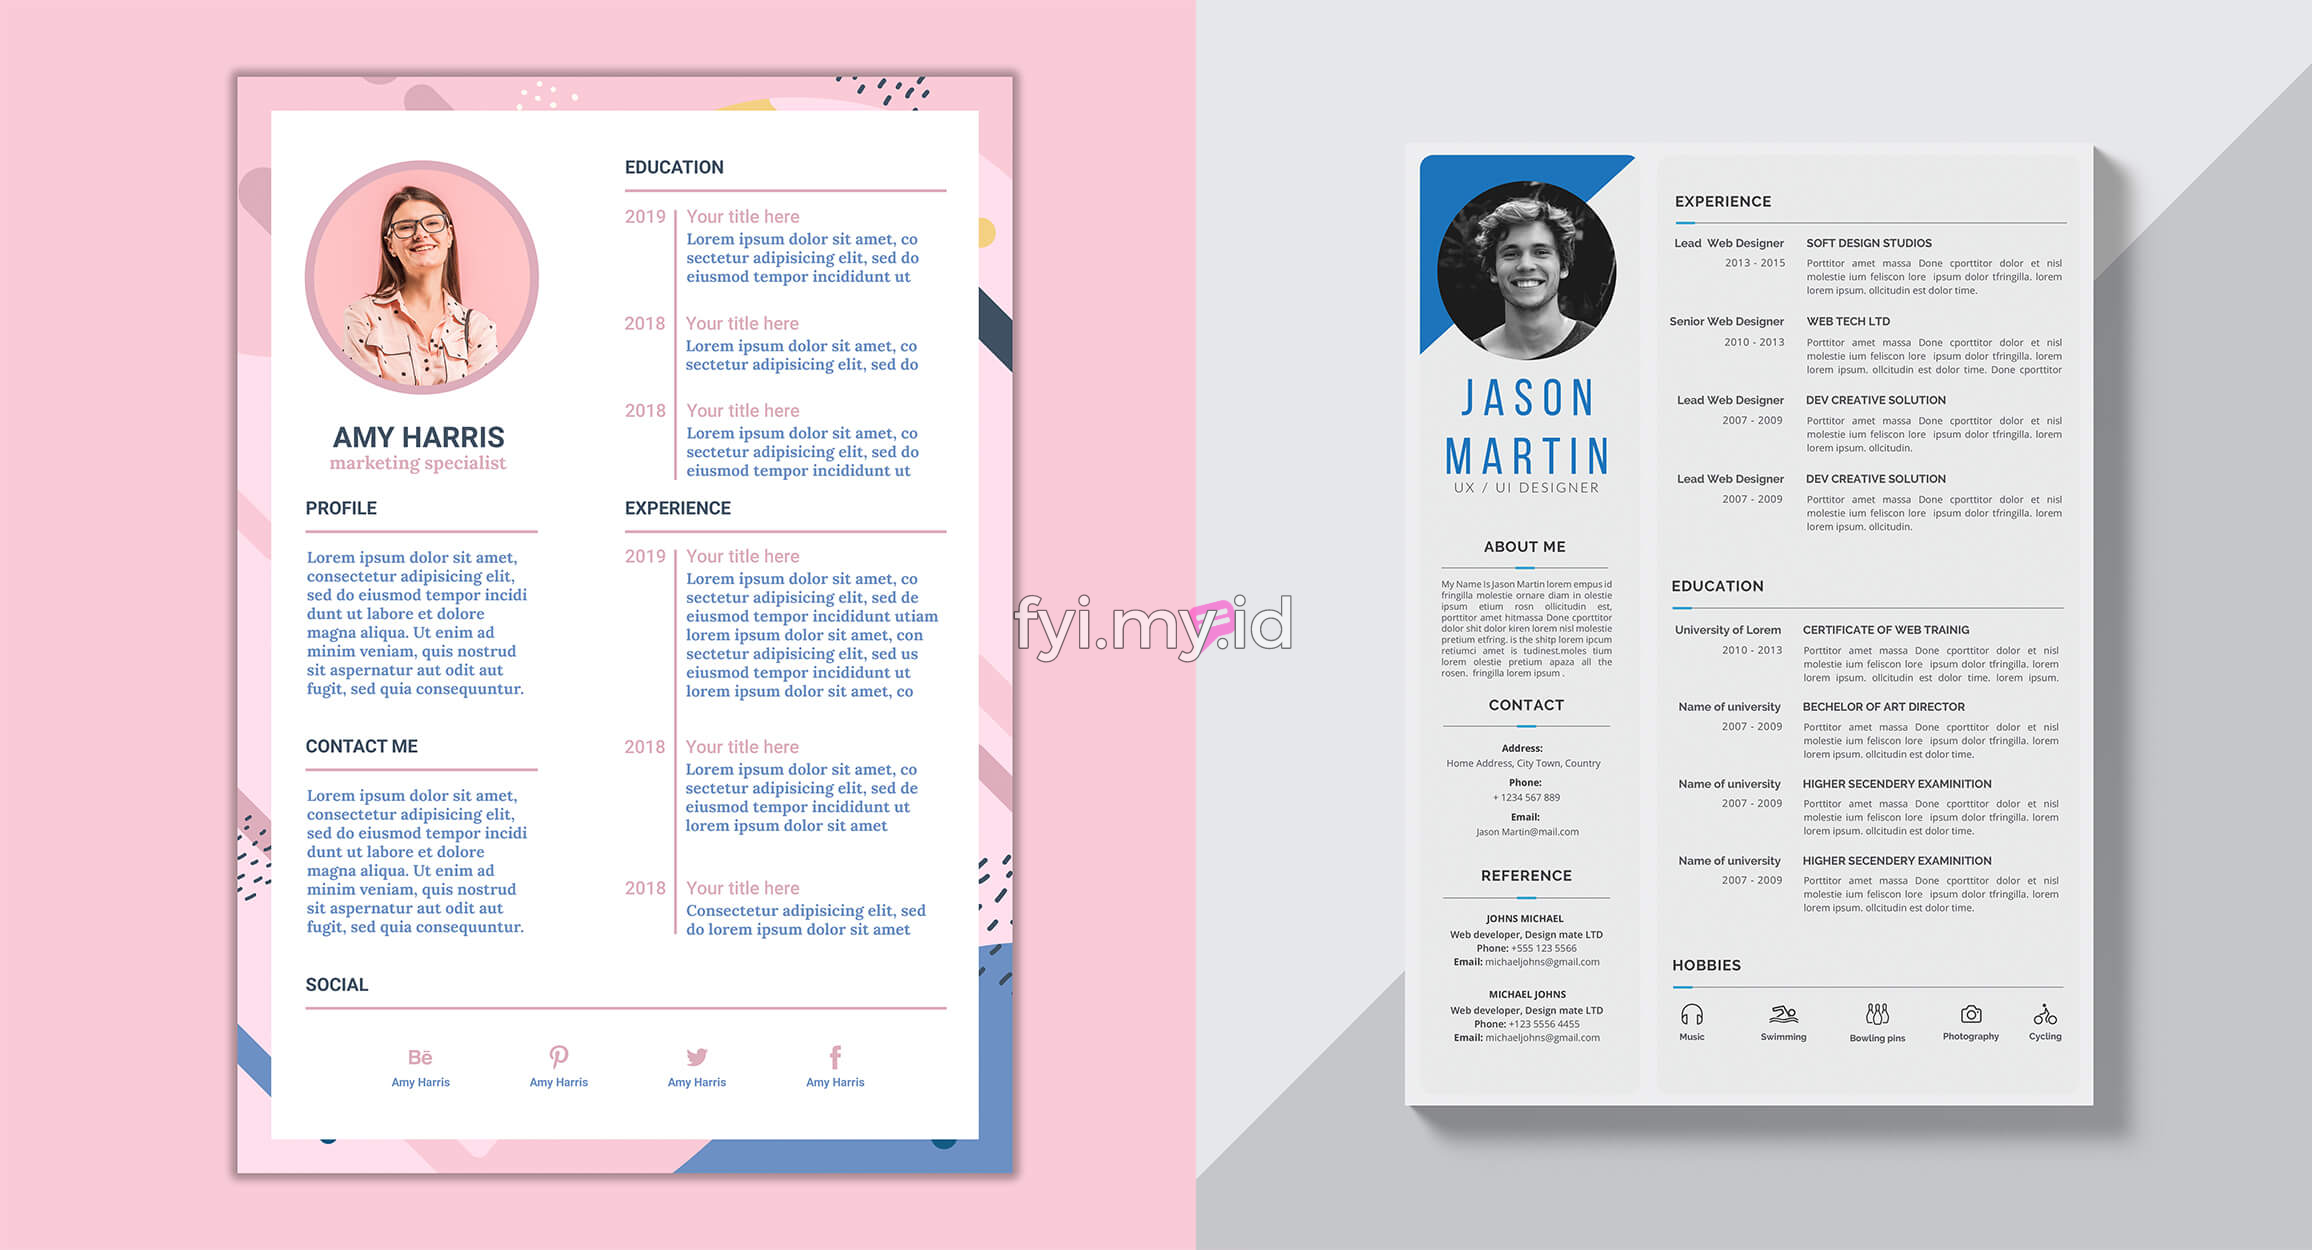 AMY HARRIS
marketing specialist
PROFILE
Lorem ipsum dolor sit amet,
consectetur adipisicing elit,
sed do eiusmod tempor incidi
dunt ut labore et dolore
magna aliqua. Ut enim ad
minim veniam, quis nostrud
sit aspernatur aut odit aut
fugit, sed quia consequuntur.
CONTACT ME
Lorem ipsum dolor sit amet,
consectetur adipisicing elit,
sed do eiusmod tempor incidi
dunt ut labore et dolore
magna aliqua. Ut enim ad
minim veniam, quis nostrud
sit aspernatur aut odit aut
fugit, sed quia consequuntur.
EDUCATION
2019 Your title here
Lorem ipsum dolor sit amet, co
sectetur adipisicing elit, sed do
eiusmod tempor incididunt ut
2018 Your title here
Lorem ipsum dolor sit amet, co
sectetur adipisicing elit, sed do
2018 Your title here
Lorem ipsum dolor sit amet, co
sectetur adipisicing elit, sed do
eiusmod tempor incididunt ut
EXPERIENCE
2019 Your title here
Lorem ipsum dolor sit amet, co
sectetur adipisicing elit, sed de
eiusmod tempor incididunt utiam
lorem ipsum dolor sit amet, con
sectetur adipisicing elit, sed us
eiusmod tempor incididunt ut
lorem ipsum dolor sit amet, co
2018 Your title here
Lorem ipsum dolor sit amet, co
sectetur adipisicing elit, sed de
eiusmod tempor incididunt ut
lorem ipsum dolor sit amet
2018 Your title here
Consectetur adipisicing elit, sed
do lorem ipsum dolor sit amet
SOCIAL
Bē
Amy Harris Amy Harris Amy Harris Amy Harris
fyi.my.id
JASON
MARTIN
UX / UI DESIGNER
ABOUT ME
My Name Is Jason Martin lorem empus id
fringilla molestie ornare diam in olestie
ipsum etium rosn ollicitudin est,
porttitor amet hitmassa Done cporttitor
dolor shit dolor kiren lorem nisl molestie
pretium etfring. is the shitp lorem ipcum
retiumci amet is tudinest.moles tium
lorem olestie pretium apaza all the
rosen. fringilla lorem ipsum .
CONTACT
Address:
Home Address, City Town, Country
Phone:
+ 1234 567 889
Email:
Jason Martin@mail.com
REFERENCE
JOHNS MICHAEL
Web developer, Design mate LTD
Phone: +555 123 5566
Email: michaeljohns@gmail.com
MICHAEL JOHNS
Web developer, Design mate LTD
Phone: +123 5556 4455
Email: michaeljohns@gmail.com
EXPERIENCE
Lead Web Designer SOFT DESIGN STUDIOS
2013 - 2015 Porttitor amet massa Done cporttitor dolor et nisl
molestie ium feliscon lore ipsum dolor tfringilla. lorem
lorem ipsum. ollcitudin est dolor time.
Senior Web Designer WEB TECH LTD
2010 - 2013 Porttitor amet massa Done cporttitor dolor et nisl
molestie ium feliscon lore ipsum dolor tfringilla. lorem
lorem ipsum. ollcitudin est dolor time. Done cporttitor
Lead Web Designer DEV CREATIVE SOLUTION
2007 - 2009 Porttitor amet massa Done cporttitor dolor et nisl
molestie ium feliscon lore ipsum dolor tfringilla. lorem
lorem ipsum. ollcitudin.
Lead Web Designer DEV CREATIVE SOLUTION
2007 - 2009 Porttitor amet massa Done cporttitor dolor et nisl
molestie ium feliscon lore ipsum dolor tfringilla. lorem
lorem ipsum. ollcitudin.
EDUCATION
University of Lorem CERTIFICATE OF WEB TRAINIG
2010 - 2013 Porttitor amet massa Done cporttitor dolor et nisl
molestie ium feliscon lore ipsum dolor tfringilla. lorem
lorem ipsum. ollcitudin est dolor time. lorem ipsum.
Name of university BECHELOR OF ART DIRECTOR
2007 - 2009 Porttitor amet massa Done cporttitor dolor et nisl
molestie ium feliscon lore ipsum dolor tfringilla. lorem
lorem ipsum. ollcitudin est dolor time.
Name of university HIGHER SECENDERY EXAMINITION
2007 - 2009 Porttitor amet massa Done cporttitor dolor et nisl
molestie ium feliscon lore ipsum dolor tfringilla. lorem
lorem ipsum. ollcitudin est dolor time.
Name of university HIGHER SECENDERY EXAMINITION
2007 - 2009 Porttitor amet massa Done cporttitor dolor et nisl
molestie ium feliscon lore ipsum dolor tfringilla. lorem
lorem ipsum. ollcitudin est dolor time.
HOBBIES
Music Swimming Bowling pins Photography Cycling